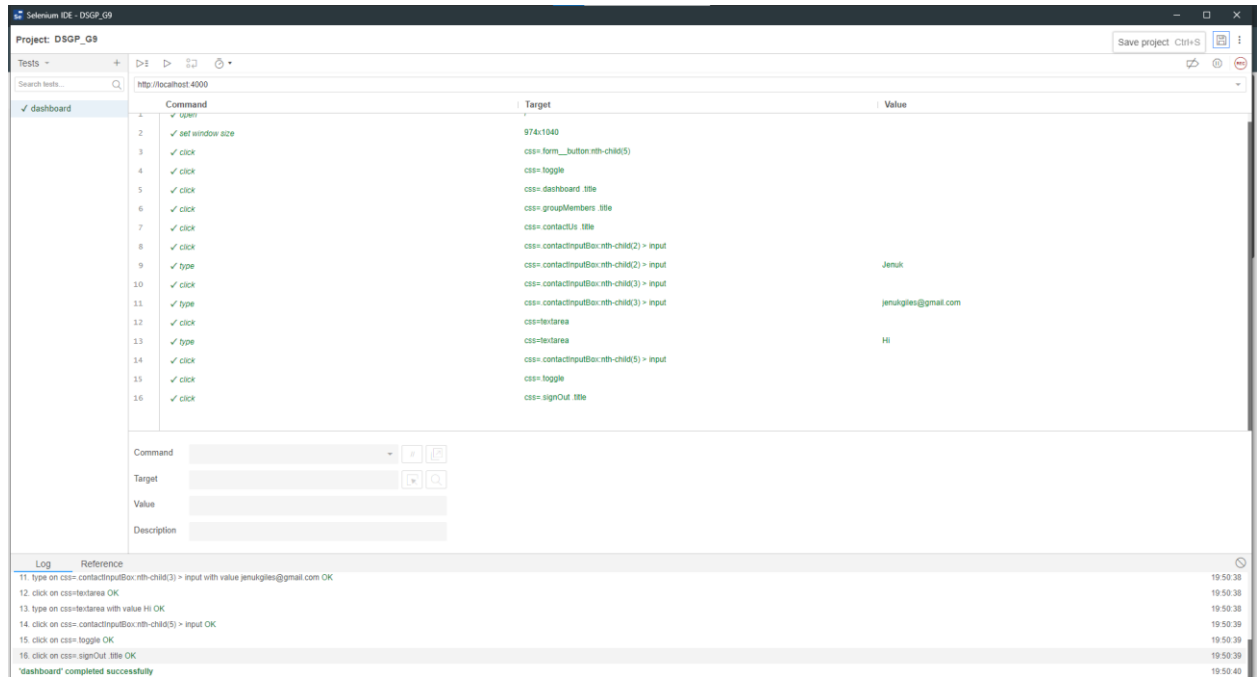 Selenium IDE - DSGP_G9
Project: DSGP_G9
Save project Ctrl+S
Tests
Search tests...
http://localhost:4000
✓ dashboard
Command Target Value
1 ✓ open /
2 ✓ set window size 974x1040
3 ✓ click css=.form__button:nth-child(5)
4 ✓ click css=.toggle
5 ✓ click css=.dashboard .title
6 ✓ click css=.groupMembers .title
7 ✓ click css=.contactUs .title
8 ✓ click css=.contactInputBox:nth-child(2) > input
9 ✓ type css=.contactInputBox:nth-child(2) > input Jenuk
10 ✓ click css=.contactInputBox:nth-child(3) > input
11 ✓ type css=.contactInputBox:nth-child(3) > input jenukgiles@gmail.com
12 ✓ click css=textarea
13 ✓ type css=textarea Hi
14 ✓ click css=.contactInputBox:nth-child(5) > input
15 ✓ click css=.toggle
16 ✓ click css=.signOut .title
Command
Target
Value
Description
Log Reference
11. type on css=.contactInputBox:nth-child(3) > input with value jenukgiles@gmail.com OK 19:50:38
12. click on css=textarea OK 19:50:38
13. type on css=textarea with value Hi OK 19:50:38
14. click on css=.contactInputBox:nth-child(5) > input OK 19:50:39
15. click on css=.toggle OK 19:50:39
16. click on css=.signOut .title OK 19:50:39
'dashboard' completed successfully 19:50:40